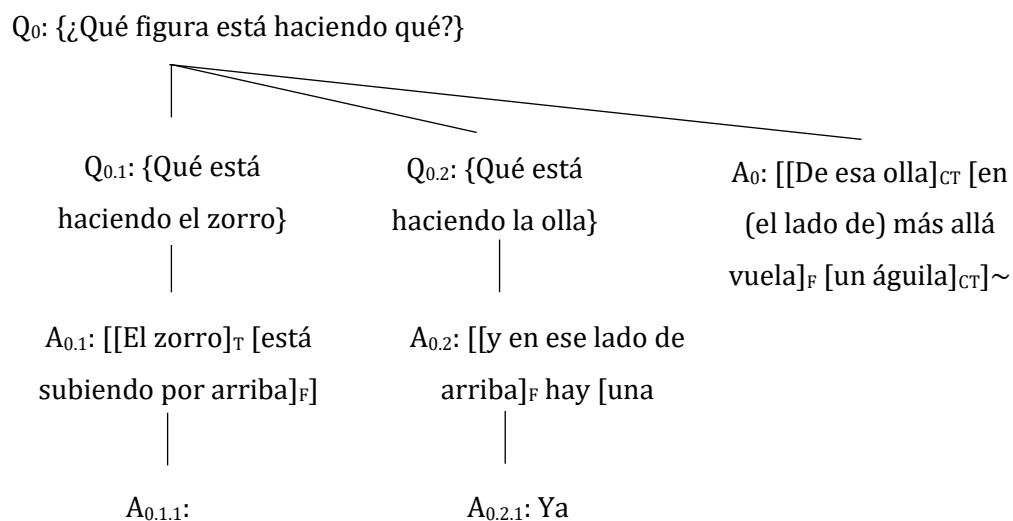 Q₀: {¿Qué figura está haciendo qué?}
Q₀.₁: {Qué está
haciendo el zorro}
Q₀.₂: {Qué está
haciendo la olla}
A₀: [[De esa olla]CT [en
(el lado de) más allá
vuela]F [un águila]CT]~
A₀.₁: [[El zorro]T [está
subiendo por arriba]F]
A₀.₂: [[y en ese lado de
arriba]F hay [una
A₀.₁.₁:
A₀.₂.₁: Ya